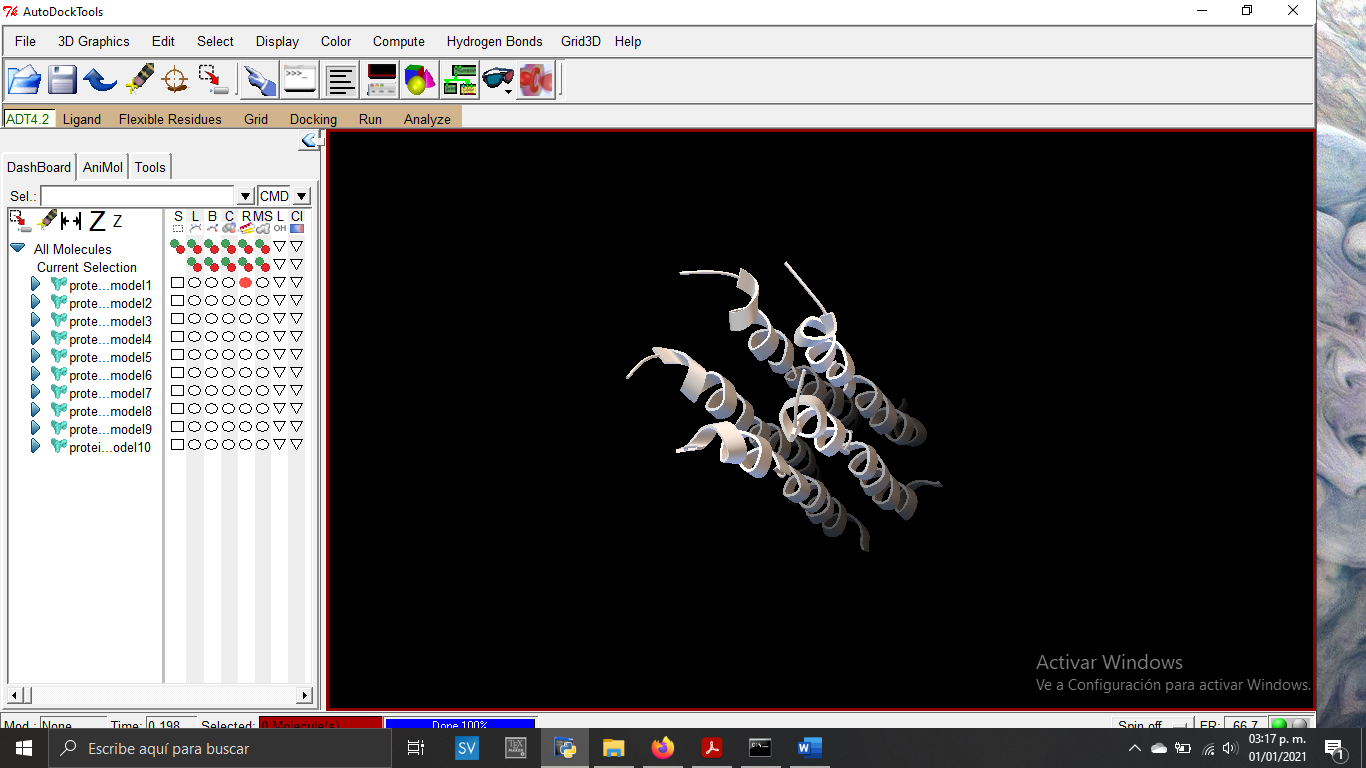 AutoDockTools
File 3D Graphics Edit Select Display Color Compute Hydrogen Bonds Grid3D Help
>>>_
ADT4.2 Ligand Flexible Residues Grid Docking Run Analyze
DashBoard AniMol Tools
Sel.: CMD
Z Z S L B C R MS L Cl
OH
All Molecules
Current Selection
prote...model1
prote...model2
prote...model3
prote...model4
prote...model5
prote...model6
prote...model7
prote...model8
prote...model9
protei...odel10
Activar Windows
Ve a Configuración para activar Windows.
Mod.: None Time: 0.198 Selected: 0 Molecule(s) Done 100% Spin off FR: 66.7
Escribe aquí para buscar
SV
03:17 p. m.
01/01/2021
1